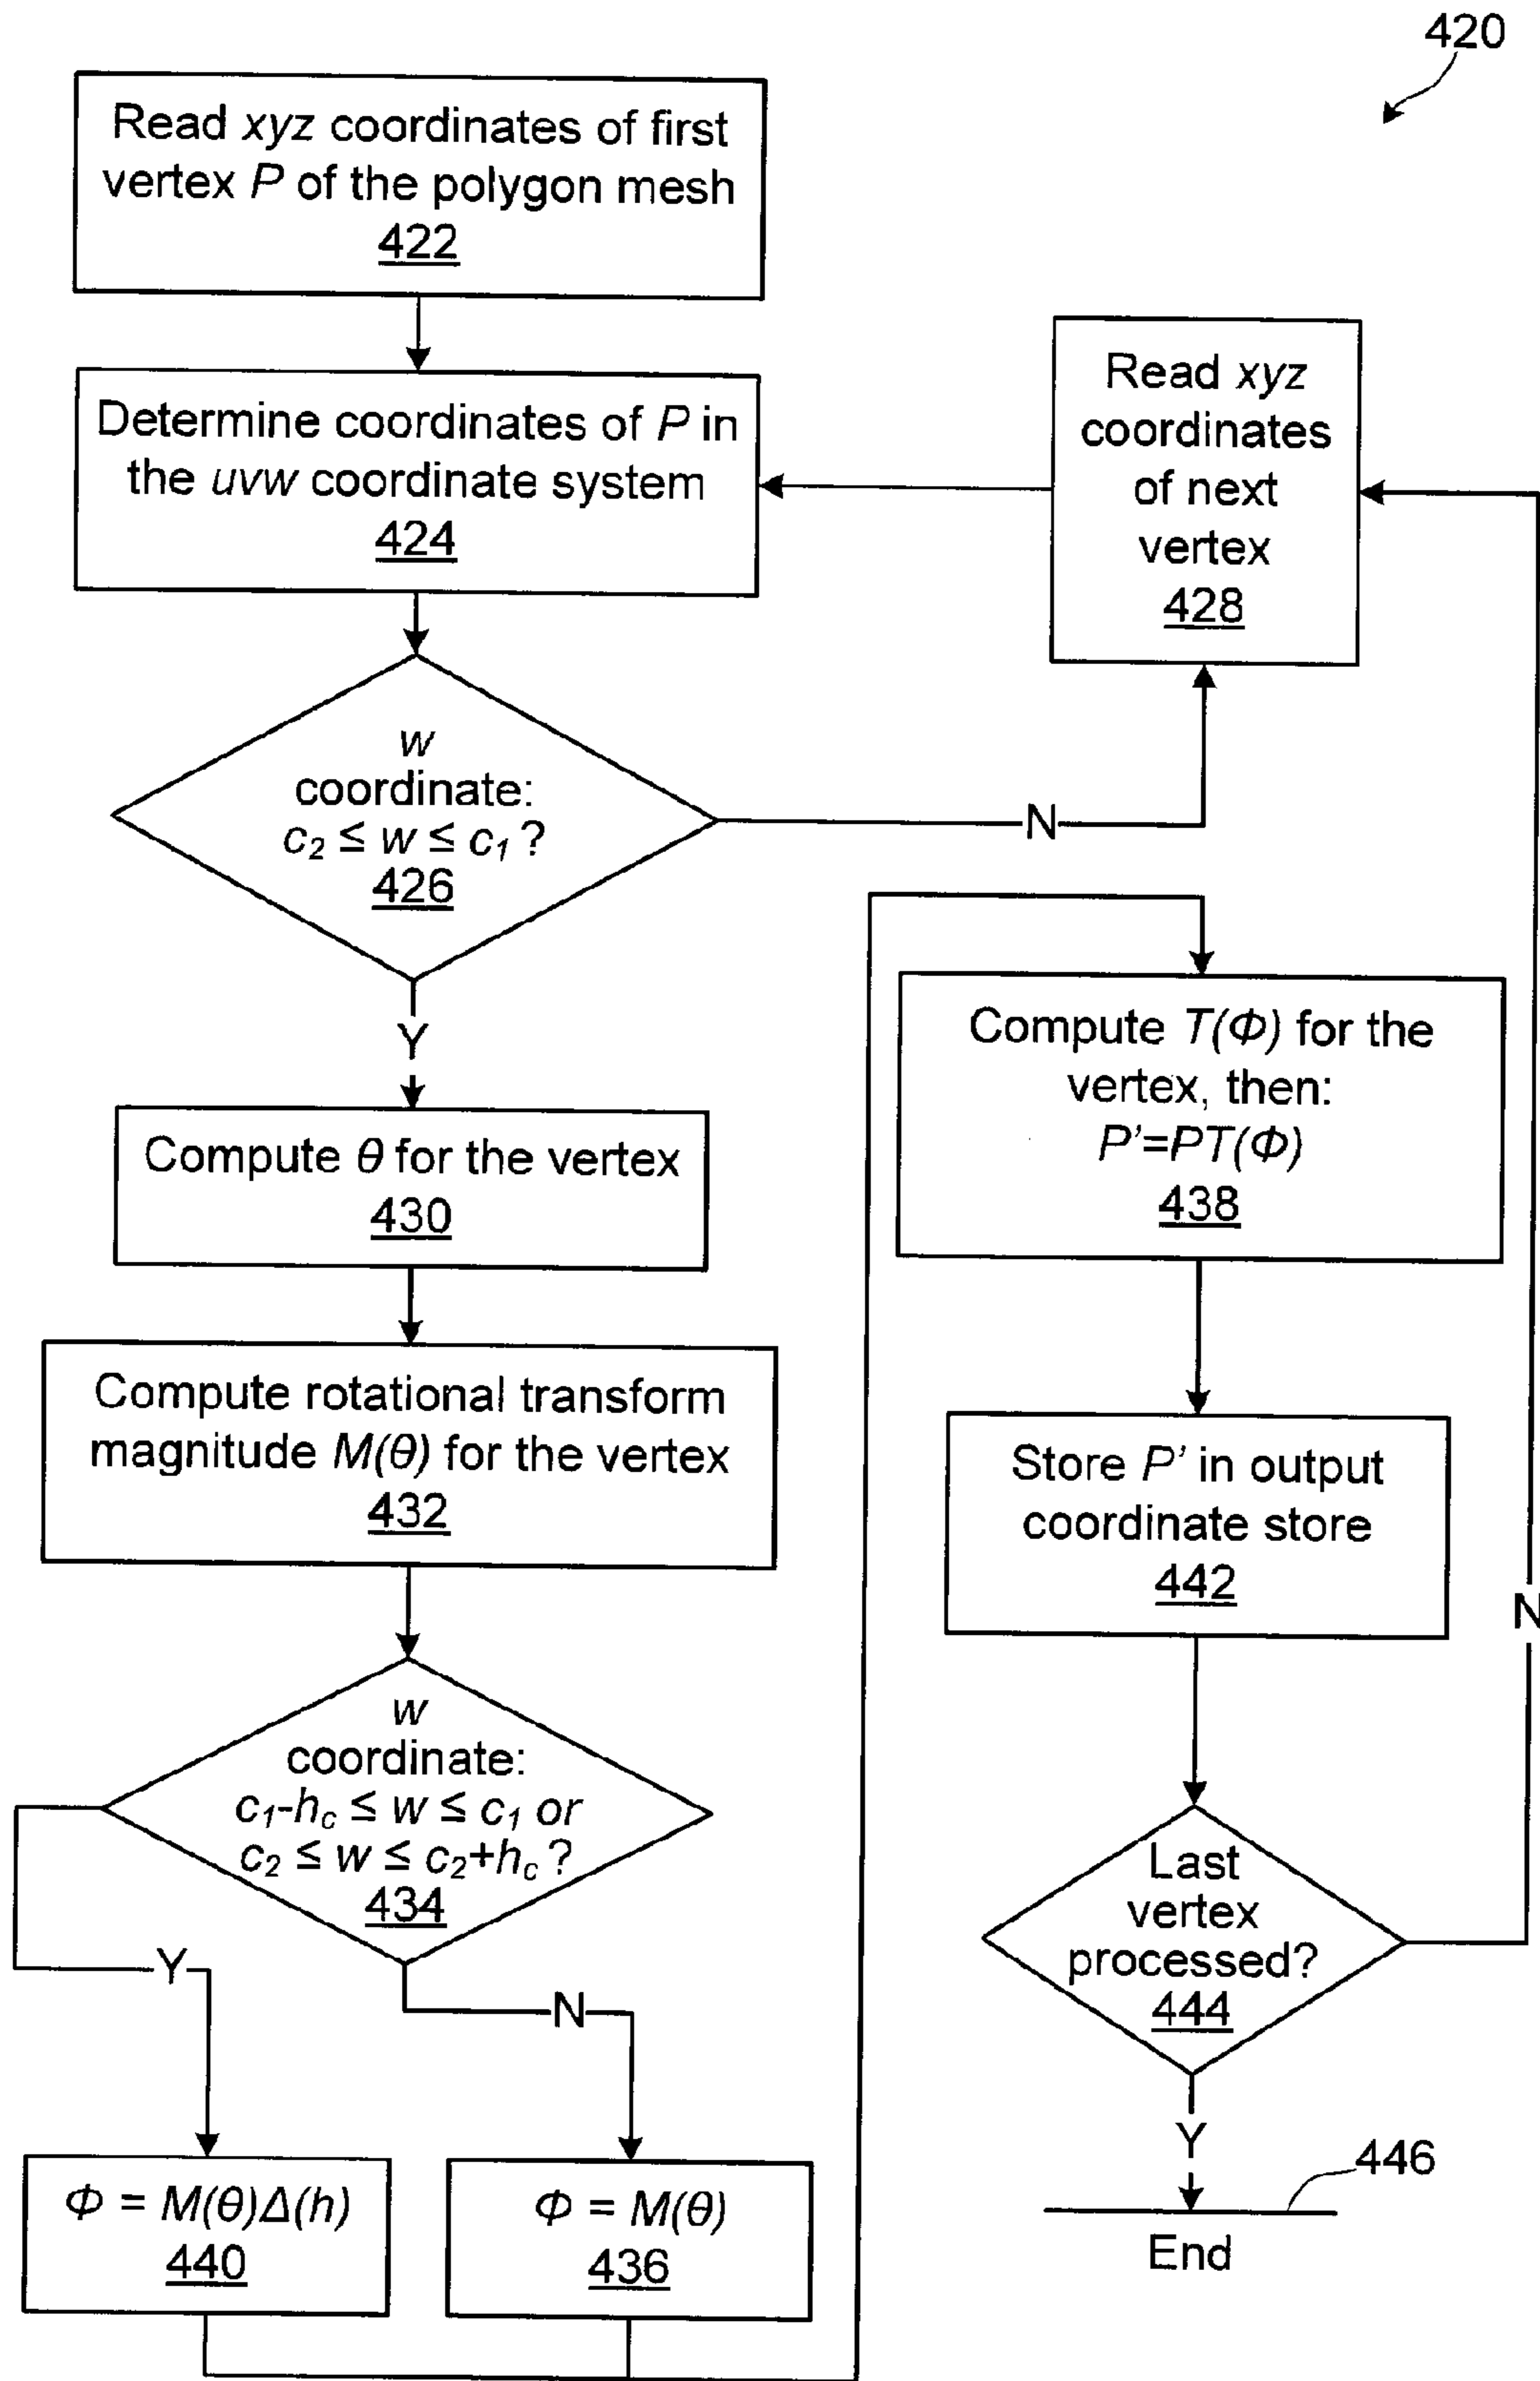 420
Read xyz coordinates of first
vertex P of the polygon mesh
422
Determine coordinates of P in
the uvw coordinate system
424
Read xyz
coordinates
of next
vertex
428
w
coordinate:
c₂ ≤ w ≤ c₁ ?
426
N
Y
Compute θ for the vertex
430
Compute rotational transform
magnitude M(θ) for the vertex
432
w
coordinate:
c₁-h_c ≤ w ≤ c₁ or
c₂ ≤ w ≤ c₂+h_c ?
434
Y
N
Φ = M(θ)Δ(h)
440
Φ = M(θ)
436
Compute T(Φ) for the
vertex, then:
P'=PT(Φ)
438
Store P' in output
coordinate store
442
N
Last
vertex
processed?
444
Y
446
End